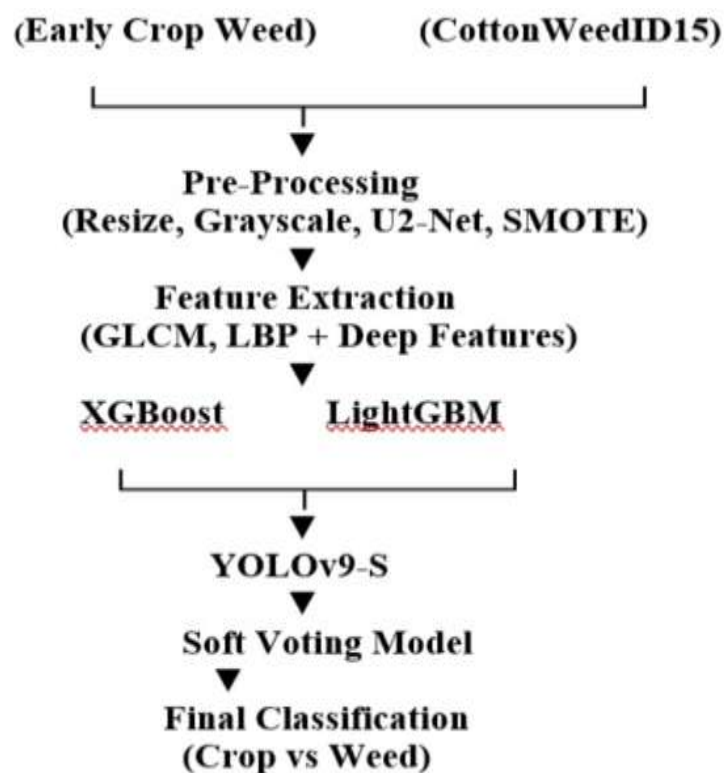 (Early Crop Weed) (CottonWeedID15)
Pre-Processing
(Resize, Grayscale, U2-Net, SMOTE)
Feature Extraction
(GLCM, LBP + Deep Features)
XGBoost LightGBM
YOLOv9-S
Soft Voting Model
Final Classification
(Crop vs Weed)